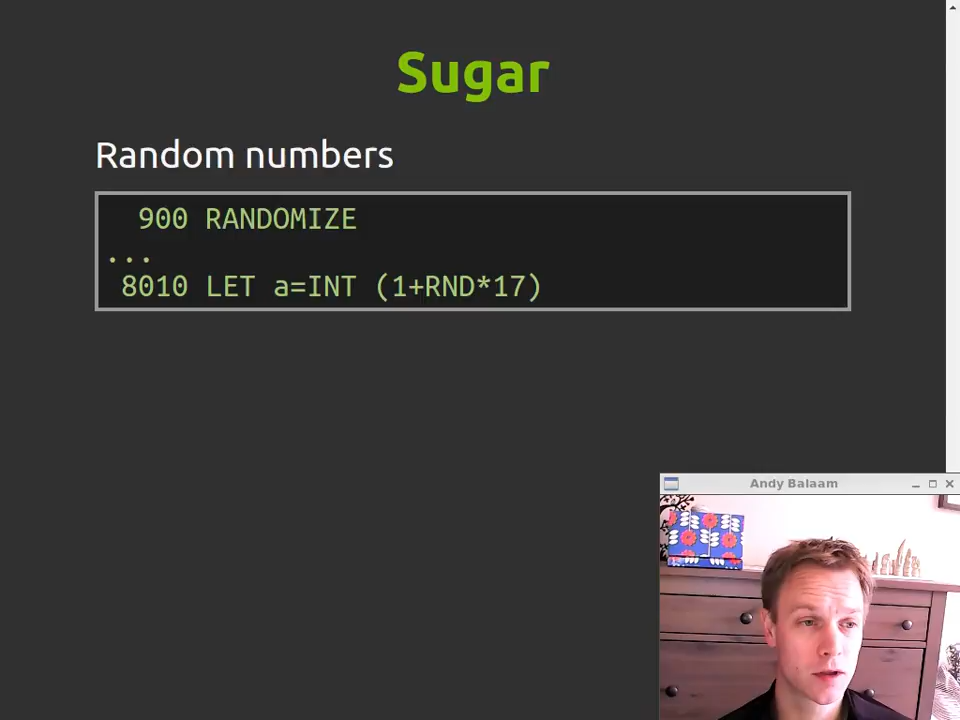 Sugar
Random numbers
900 RANDOMIZE
...
8010 LET a=INT (1+RND*17)
Andy Balaam